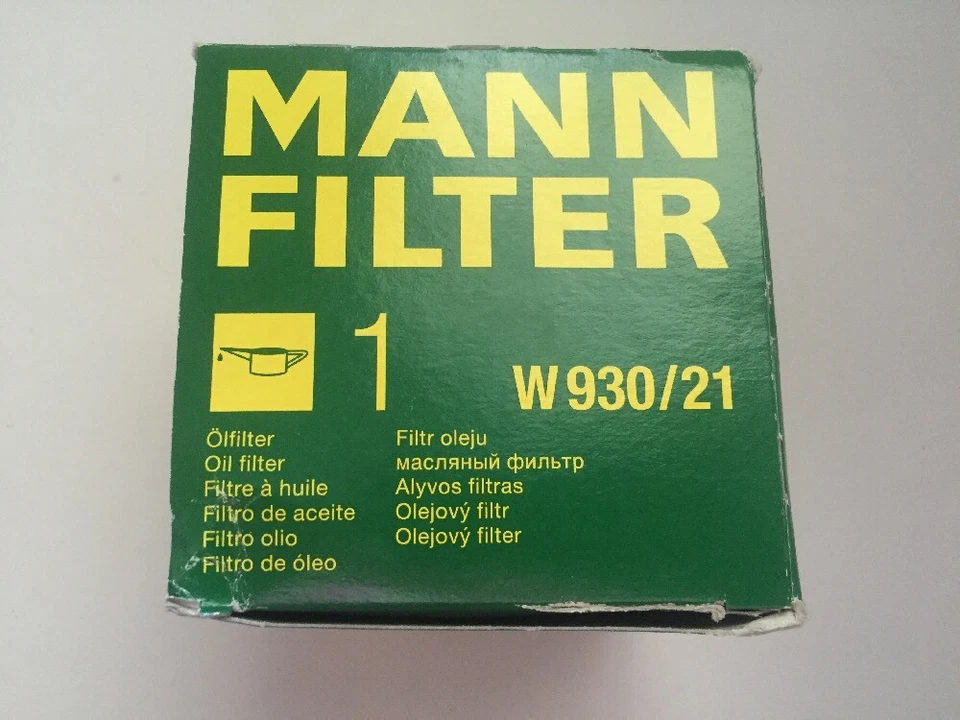 MANN
FILTER
1
W 930/21
Ölfilter
Oil filter
Filtre à huile
Filtro de aceite
Filtro olio
Filtro de óleo
Filtr oleju
масляный фильтр
Alyvos filtras
Olejový filtr
Olejový filter